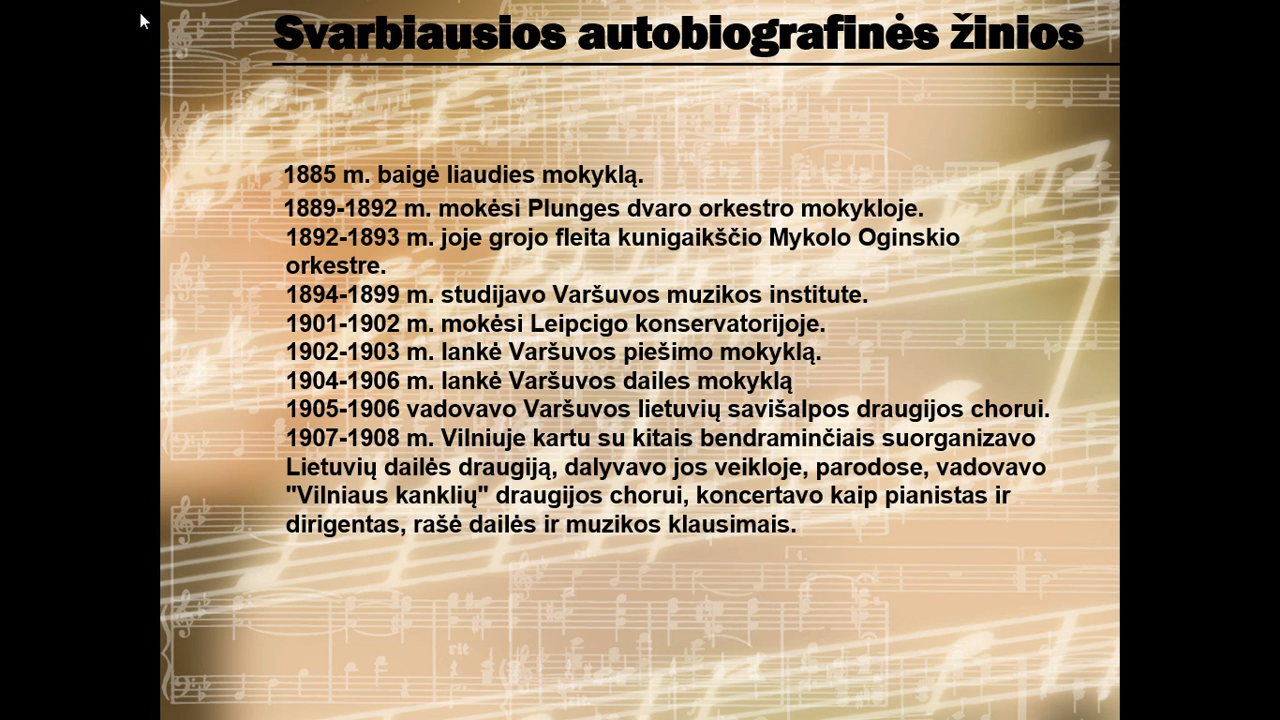 Svarbiausios autobiografinės žinios
1885 m. baigė liaudies mokyklą.
1889-1892 m. mokėsi Plunges dvaro orkestro mokykloje.
1892-1893 m. joje grojo fleita kunigaikščio Mykolo Oginskio
orkestre.
1894-1899 m. studijavo Varšuvos muzikos institute.
1901-1902 m. mokėsi Leipcigo konservatorijoje.
1902-1903 m. lankė Varšuvos piešimo mokyklą.
1904-1906 m. lankė Varšuvos dailes mokyklą
1905-1906 vadovavo Varšuvos lietuvių savišalpos draugijos chorui.
1907-1908 m. Vilniuje kartu su kitais bendraminčiais suorganizavo
Lietuvių dailės draugiją, dalyvavo jos veikloje, parodose, vadovavo
"Vilniaus kanklių" draugijos chorui, koncertavo kaip pianistas ir
dirigentas, rašė dailės ir muzikos klausimais.
rit